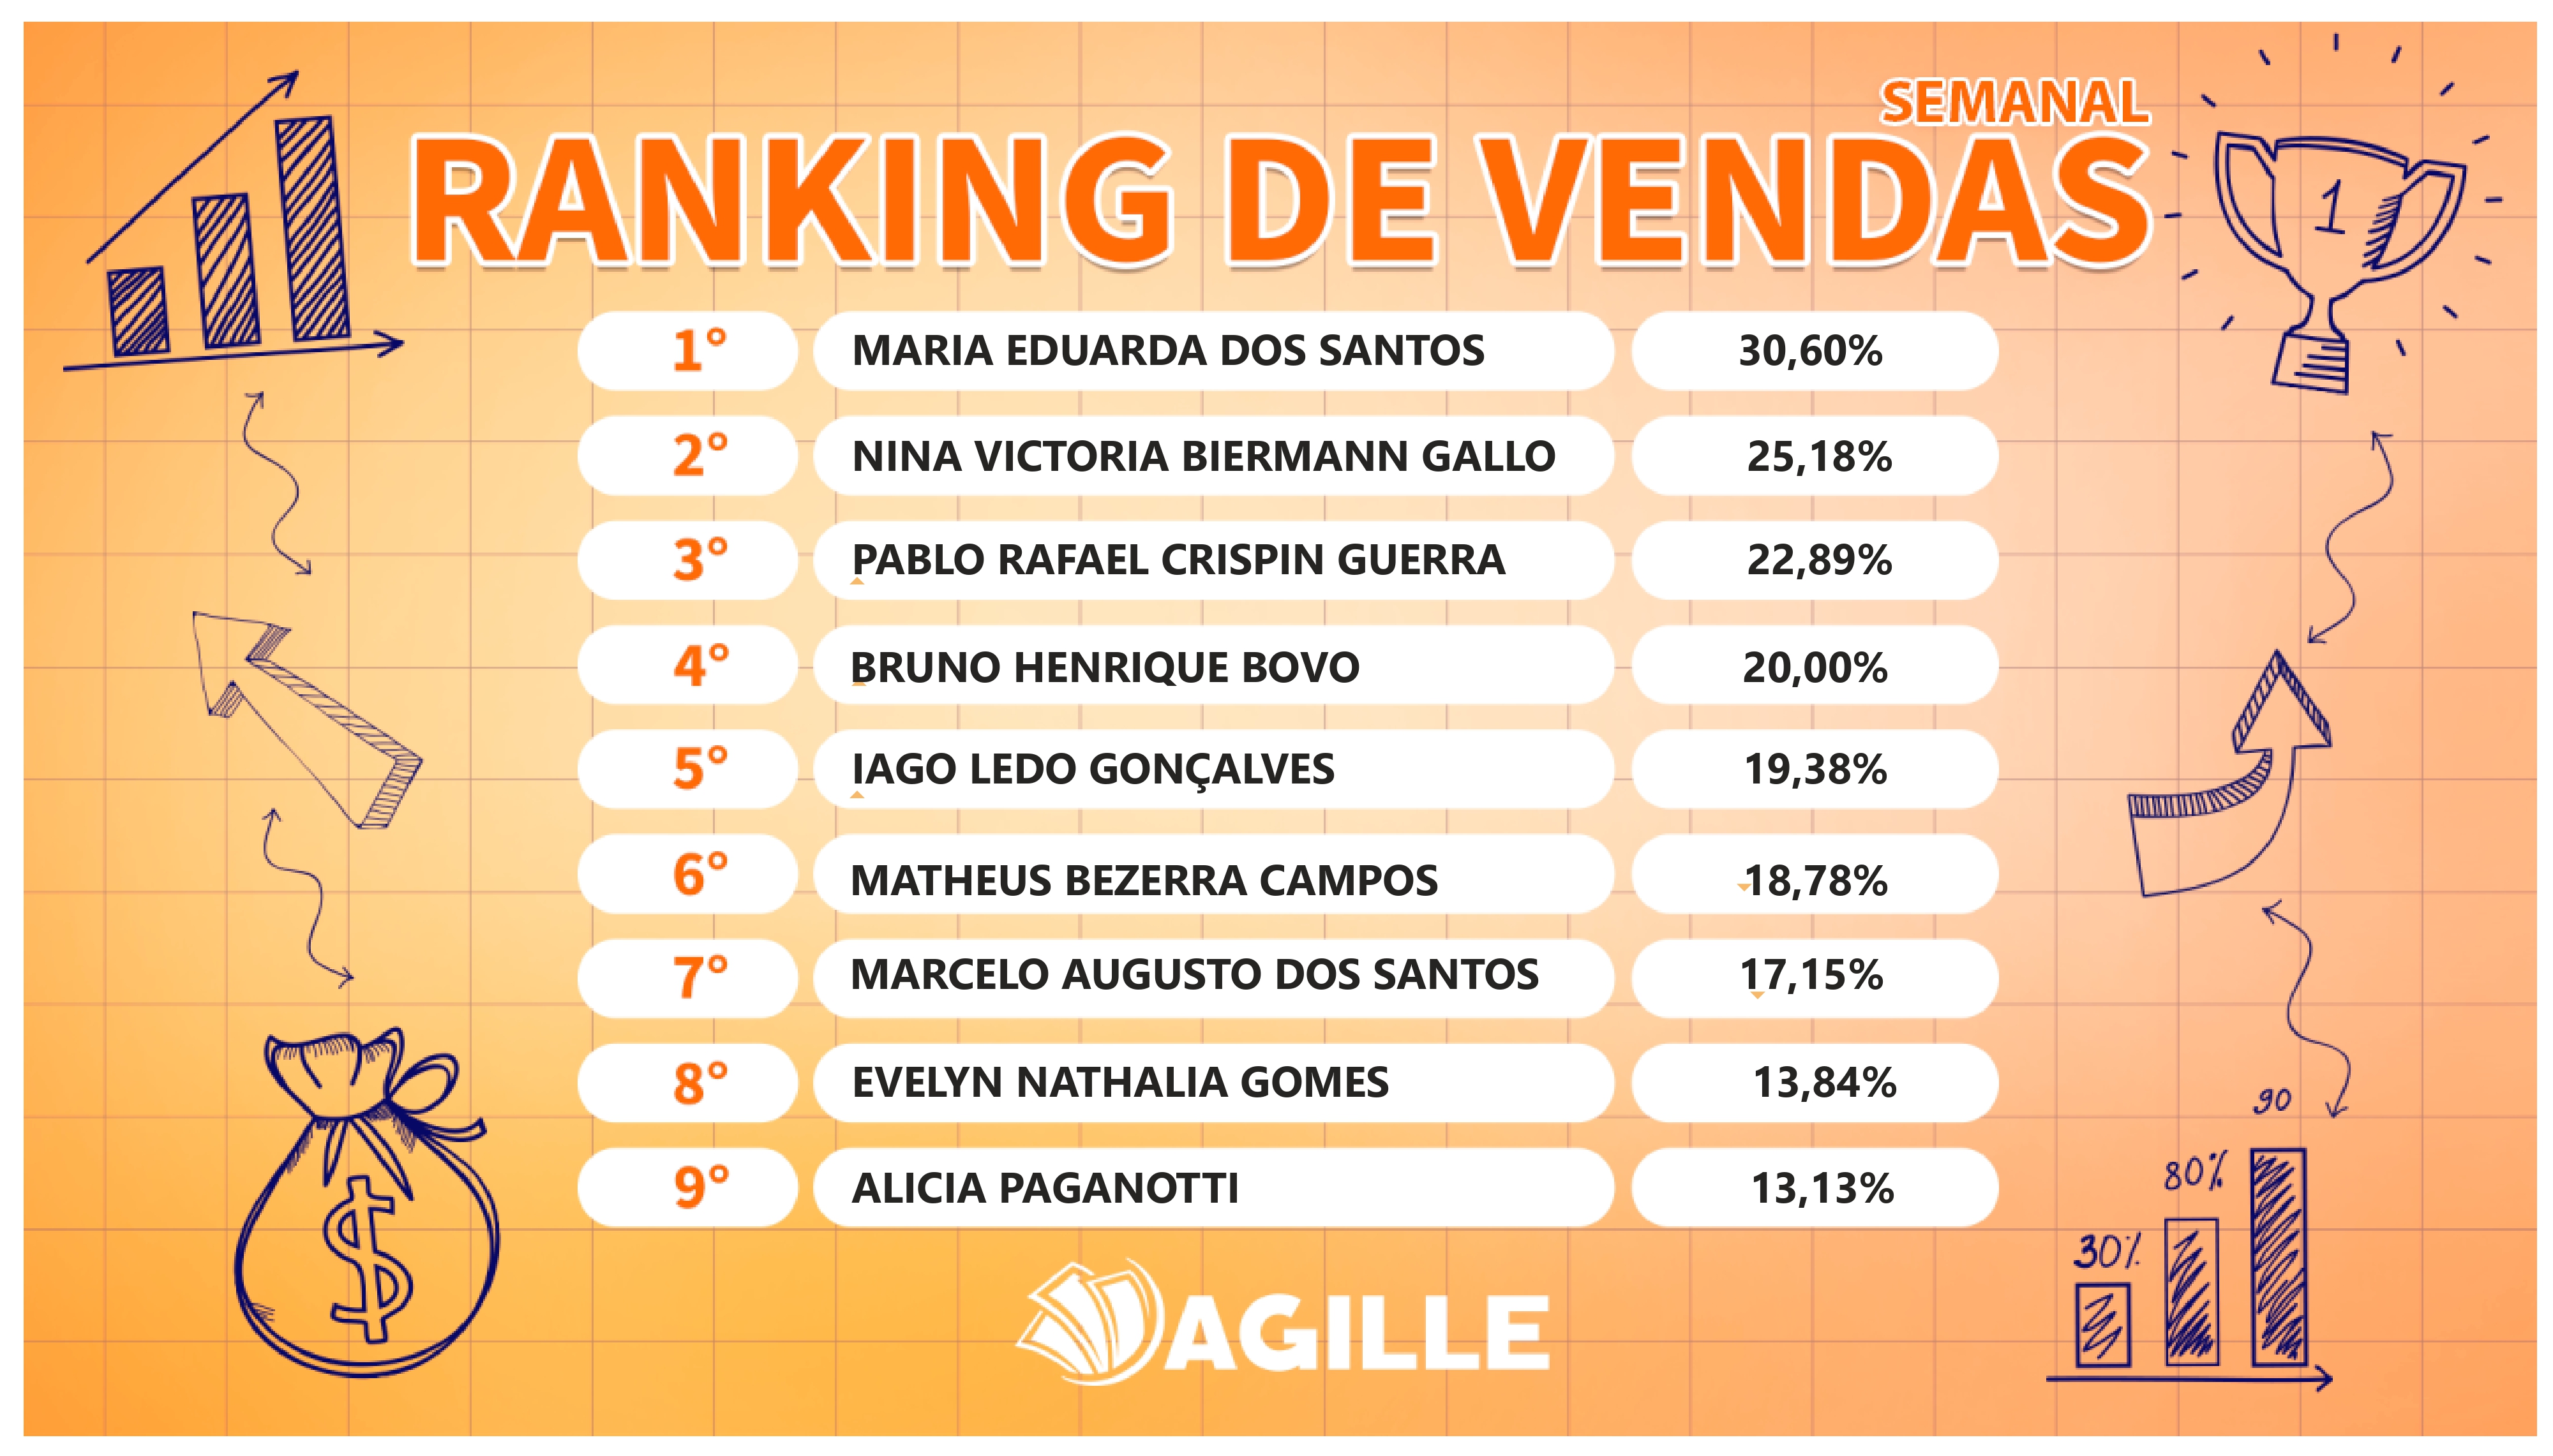 SEMANAL
RANKING DE VENDAS
1
1° MARIA EDUARDA DOS SANTOS 30,60%
2° NINA VICTORIA BIERMANN GALLO 25,18%
3° PABLO RAFAEL CRISPIN GUERRA 22,89%
4° BRUNO HENRIQUE BOVO 20,00%
5° IAGO LEDO GONÇALVES 19,38%
6° MATHEUS BEZERRA CAMPOS 18,78%
7° MARCELO AUGUSTO DOS SANTOS 17,15%
8° EVELYN NATHALIA GOMES 13,84%
9° ALICIA PAGANOTTI 13,13%
90
80%
30%
$
AGILLE